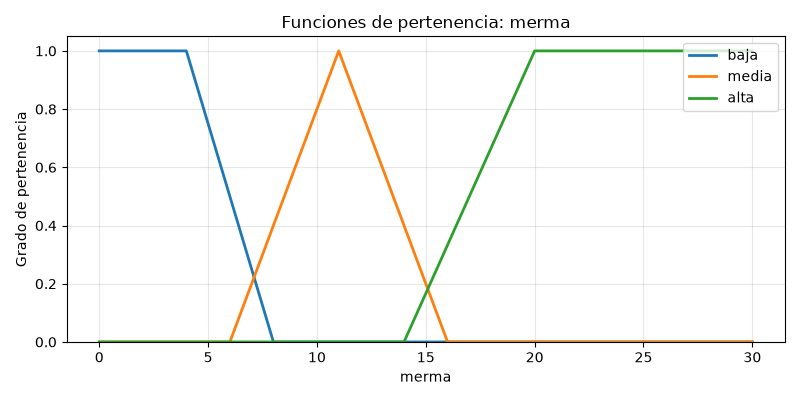 Funciones de pertenencia: merma
1.0
0.8
0.6
0.4
0.2
0.0
Grado de pertenencia
baja
media
alta
0 5 10 15 20 25 30
merma